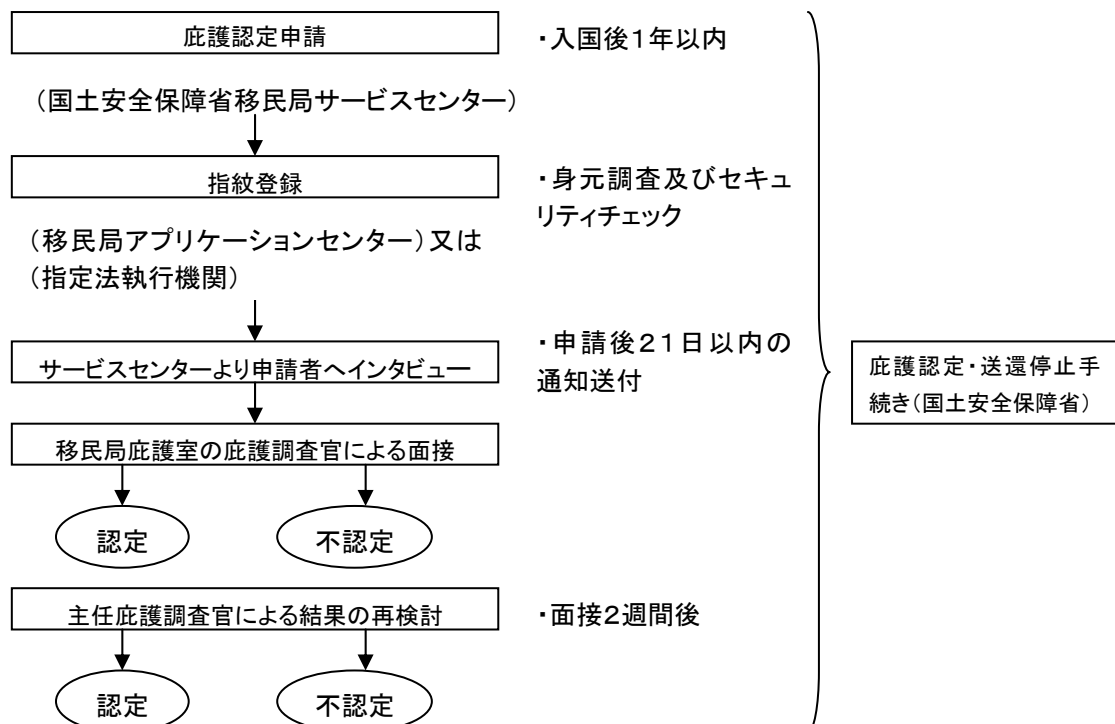 庇護認定申請
・入国後１年以内
（国土安全保障省移民局サービスセンター）
指紋登録
・身元調査及びセキュ
リティチェック
（移民局アプリケーションセンター）又は
（指定法執行機関）
サービスセンターより申請者へインタビュー
・申請後２１日以内の
通知送付
移民局庇護室の庇護調査官による面接
認定
不認定
主任庇護調査官による結果の再検討
・面接２週間後
認定
不認定
庇護認定・送還停止手
続き（国土安全保障省）